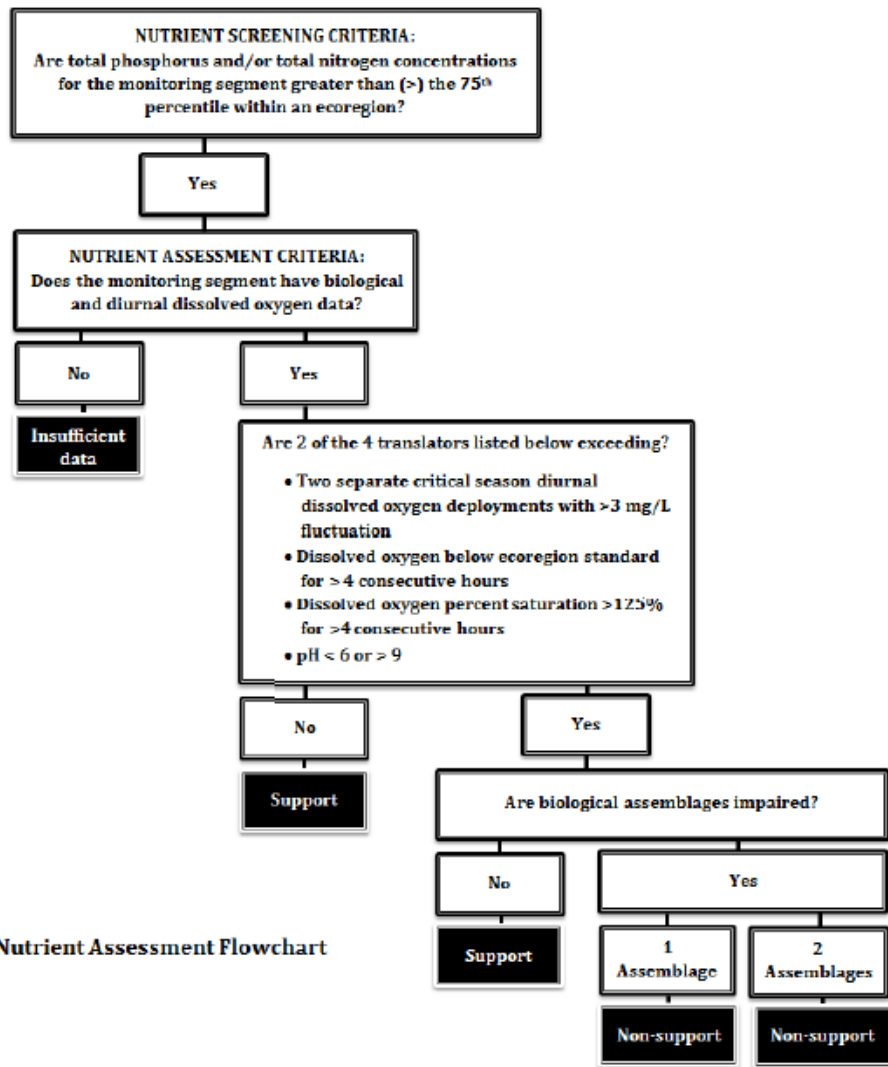 NUTRIENT SCREENING CRITERIA:
Are total phosphorus and/or total nitrogen concentrations
for the monitoring segment greater than (>) the 75th
percentile within an ecoregion?
Yes
NUTRIENT ASSESSMENT CRITERIA:
Does the monitoring segment have biological
and diurnal dissolved oxygen data?
No
Yes
Insufficient
data
Are 2 of the 4 translators listed below exceeding?
• Two separate critical season diurnal
dissolved oxygen deployments with >3 mg/L
fluctuation
• Dissolved oxygen below ecoregion standard
for >4 consecutive hours
• Dissolved oxygen percent saturation >125%
for >4 consecutive hours
• pH < 6 or > 9
No
Yes
Support
Are biological assemblages impaired?
No
Yes
Nutrient Assessment Flowchart
Support
1
Assemblage
2
Assemblages
Non-support
Non-support